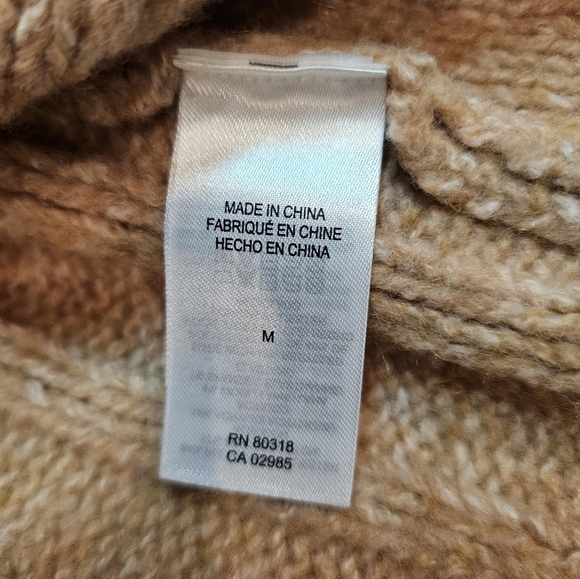 MADE IN CHINA
FABRIQUÉ EN CHINE
HECHO EN CHINA
M
RN 80318
CA 02985